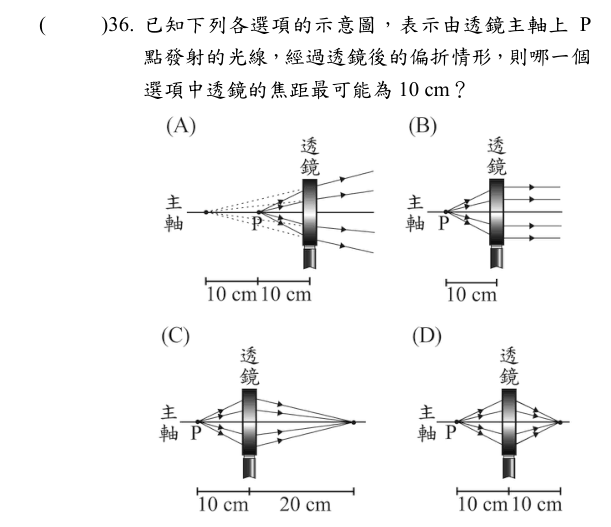 (　　)36. 已知下列各選項的示意圖，表示由透鏡主軸上 P
點發射的光線，經過透鏡後的偏折情形，則哪一個
選項中透鏡的焦距最可能為 10 cm？
(A)
透鏡
主軸
P
10 cm 10 cm
(B)
透鏡
主軸
P
10 cm
(C)
透鏡
主軸
P
10 cm 20 cm
(D)
透鏡
主軸
P
10 cm 10 cm